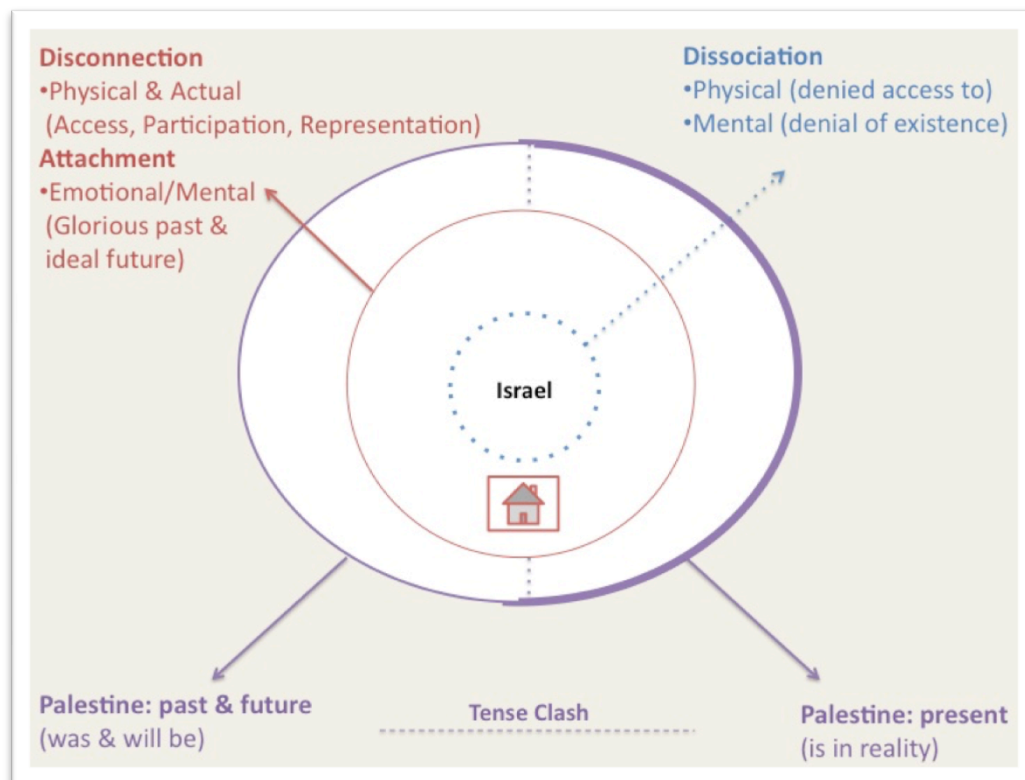 Disconnection
•Physical & Actual
(Access, Participation, Representation)
Attachment
•Emotional/Mental
(Glorious past &
ideal future)
Dissociation
•Physical (denied access to)
•Mental (denial of existence)
Israel
Palestine: past & future
(was & will be)
Tense Clash
Palestine: present
(is in reality)